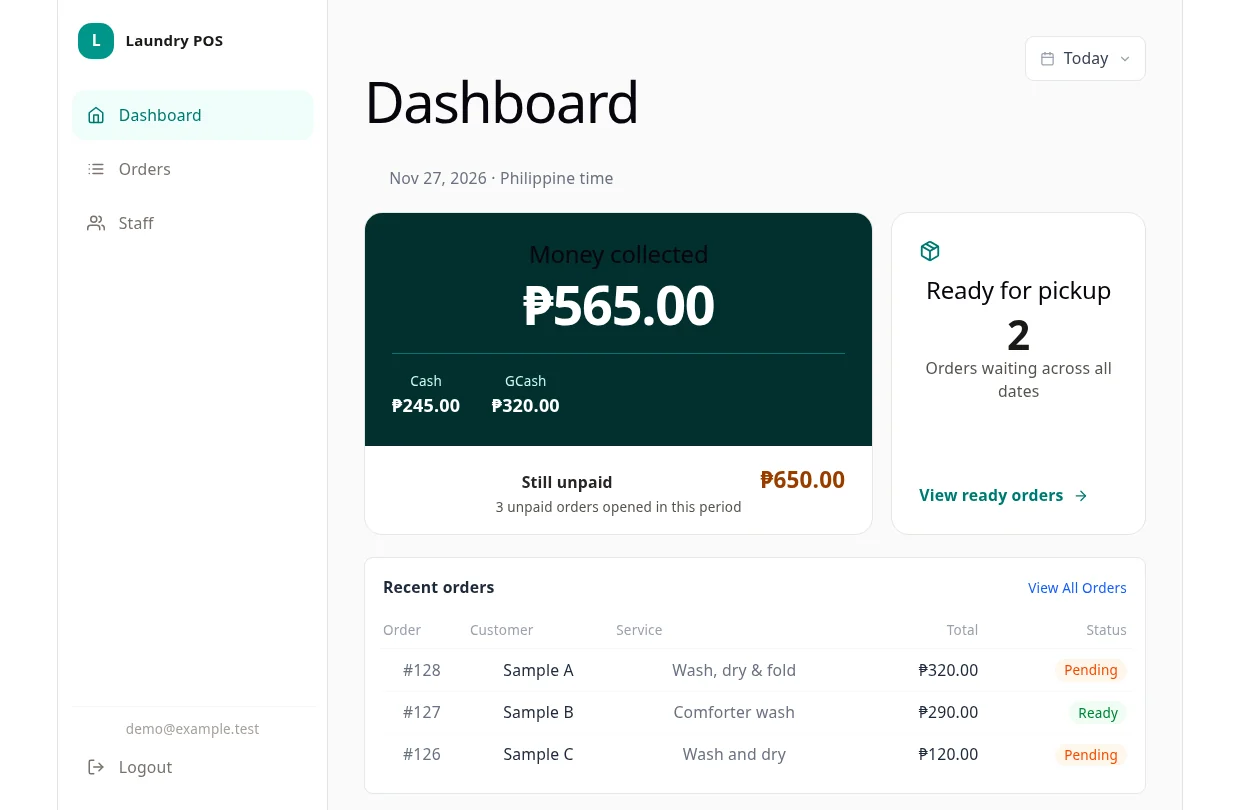 L Laundry POS
Dashboard
Orders
Staff
demo@example.test
Logout
Today
Dashboard
Nov 27, 2026 · Philippine time
Money collected
₱565.00
Cash GCash
₱245.00 ₱320.00
Still unpaid ₱650.00
3 unpaid orders opened in this period
Ready for pickup
2
Orders waiting across all
dates
View ready orders →
Recent orders View All Orders
Order Customer Service Total Status
#128 Sample A Wash, dry & fold ₱320.00 Pending
#127 Sample B Comforter wash ₱290.00 Ready
#126 Sample C Wash and dry ₱120.00 Pending